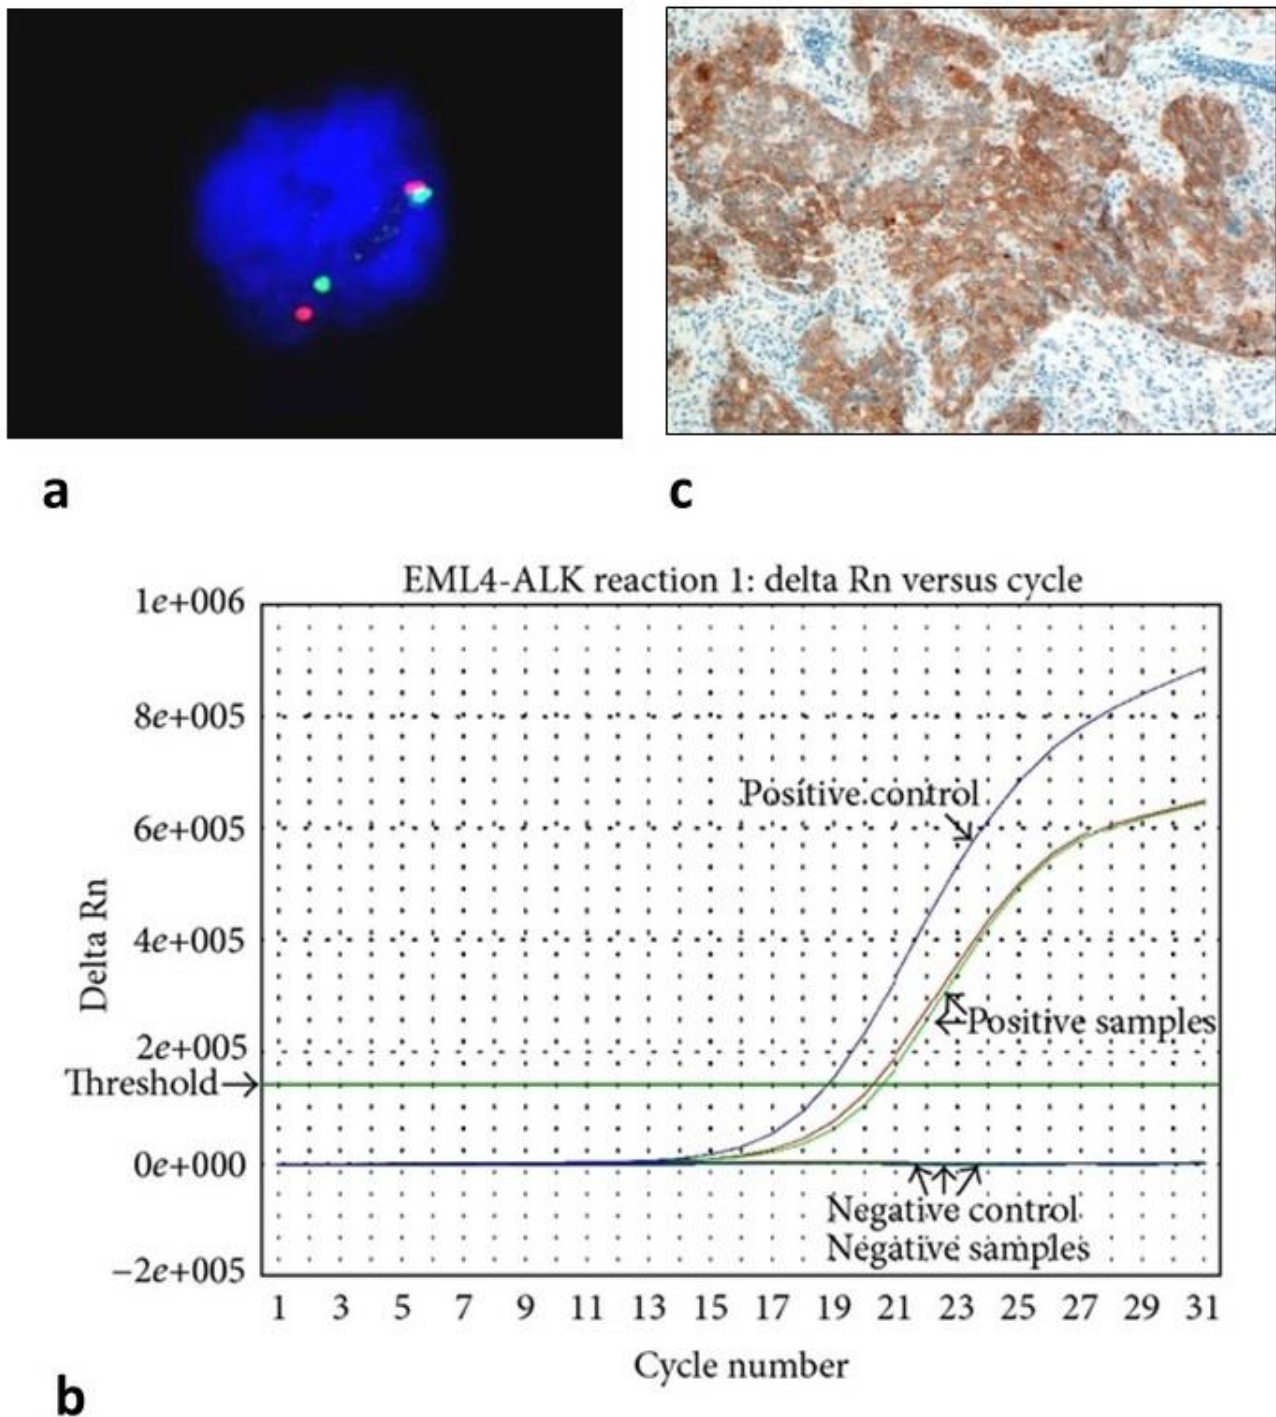 a
c
EML4-ALK reaction 1: delta Rn versus cycle
1e+006
8e+005
6e+005
4e+005
2e+005
Threshold
0e+000
−2e+005
Delta Rn
Positive control
Positive samples
Negative control
Negative samples
1 3 5 7 9 11 13 15 17 19 21 23 25 27 29 31
Cycle number
b